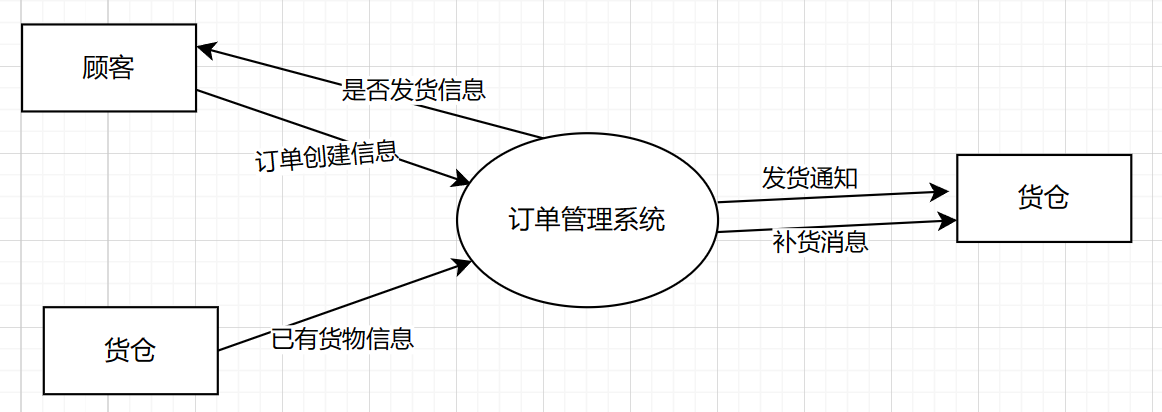 顾客
是否发货信息
订单创建信息
发货通知
货仓
订单管理系统
补货消息
已有货物信息
货仓